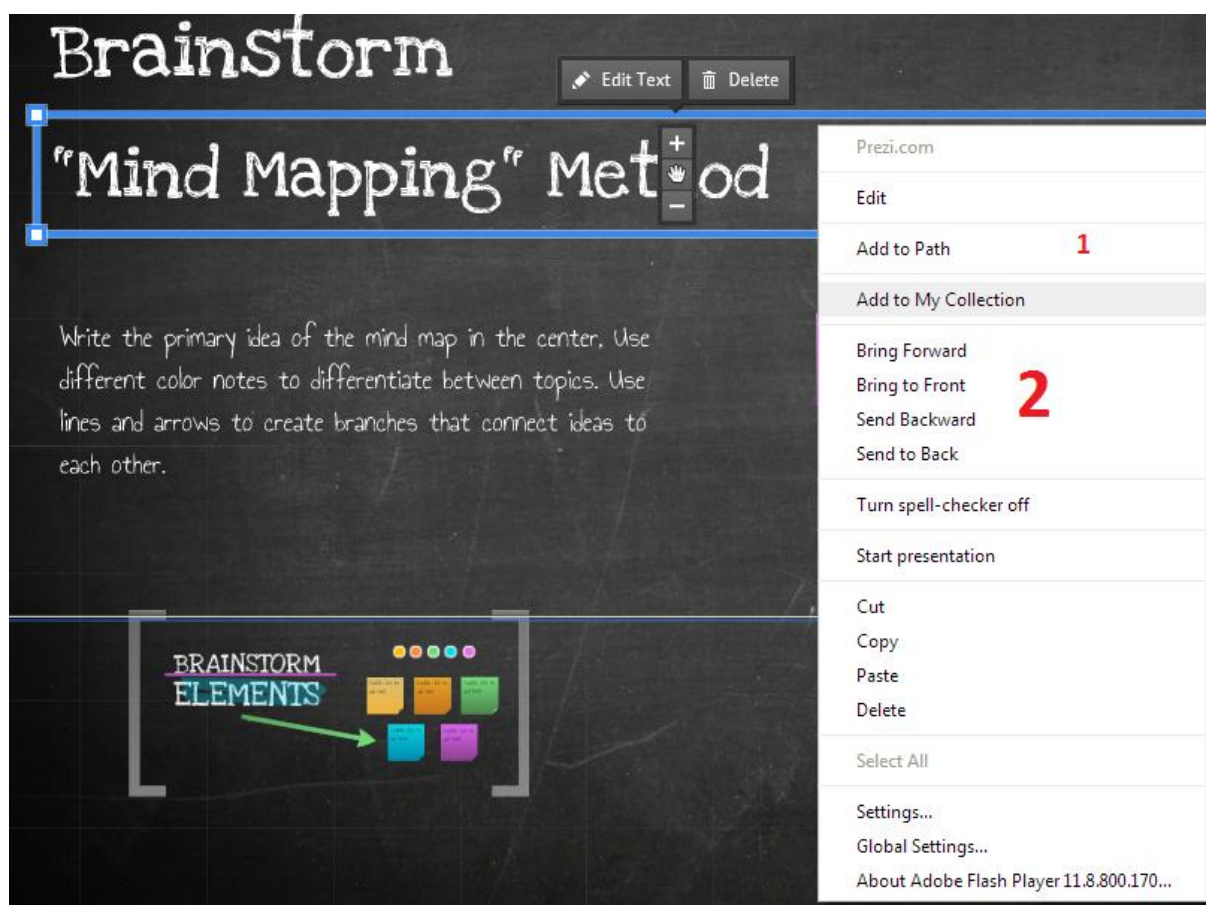 Brainstorm
Edit Text Delete
"Mind Mapping" Met od
Write the primary idea of the mind map in the center. Use
different color notes to differentiate between topics. Use
lines and arrows to create branches that connect ideas to
each other.
BRAINSTORM
ELEMENTS
Prezi.com
Edit
Add to Path 1
Add to My Collection
Bring Forward
Bring to Front
2
Send Backward
Send to Back
Turn spell-checker off
Start presentation
Cut
Copy
Paste
Delete
Select All
Settings...
Global Settings...
About Adobe Flash Player 11.8.800.170...